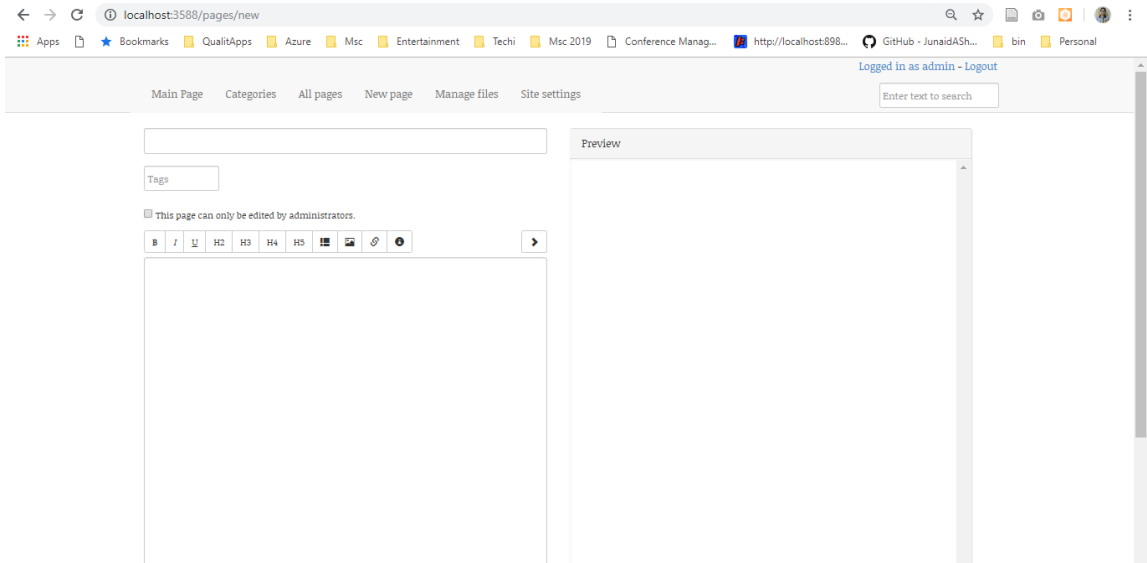 localhost:3588/pages/new
Apps Bookmarks QualitApps Azure Msc Entertainment Techi Msc 2019 Conference Manag... http://localhost:898... GitHub - JunaidASh... bin Personal
Logged in as admin - Logout
Main Page Categories All pages New page Manage files Site settings Enter text to search
Preview
Tags
This page can only be edited by administrators.
B I U H2 H3 H4 H5